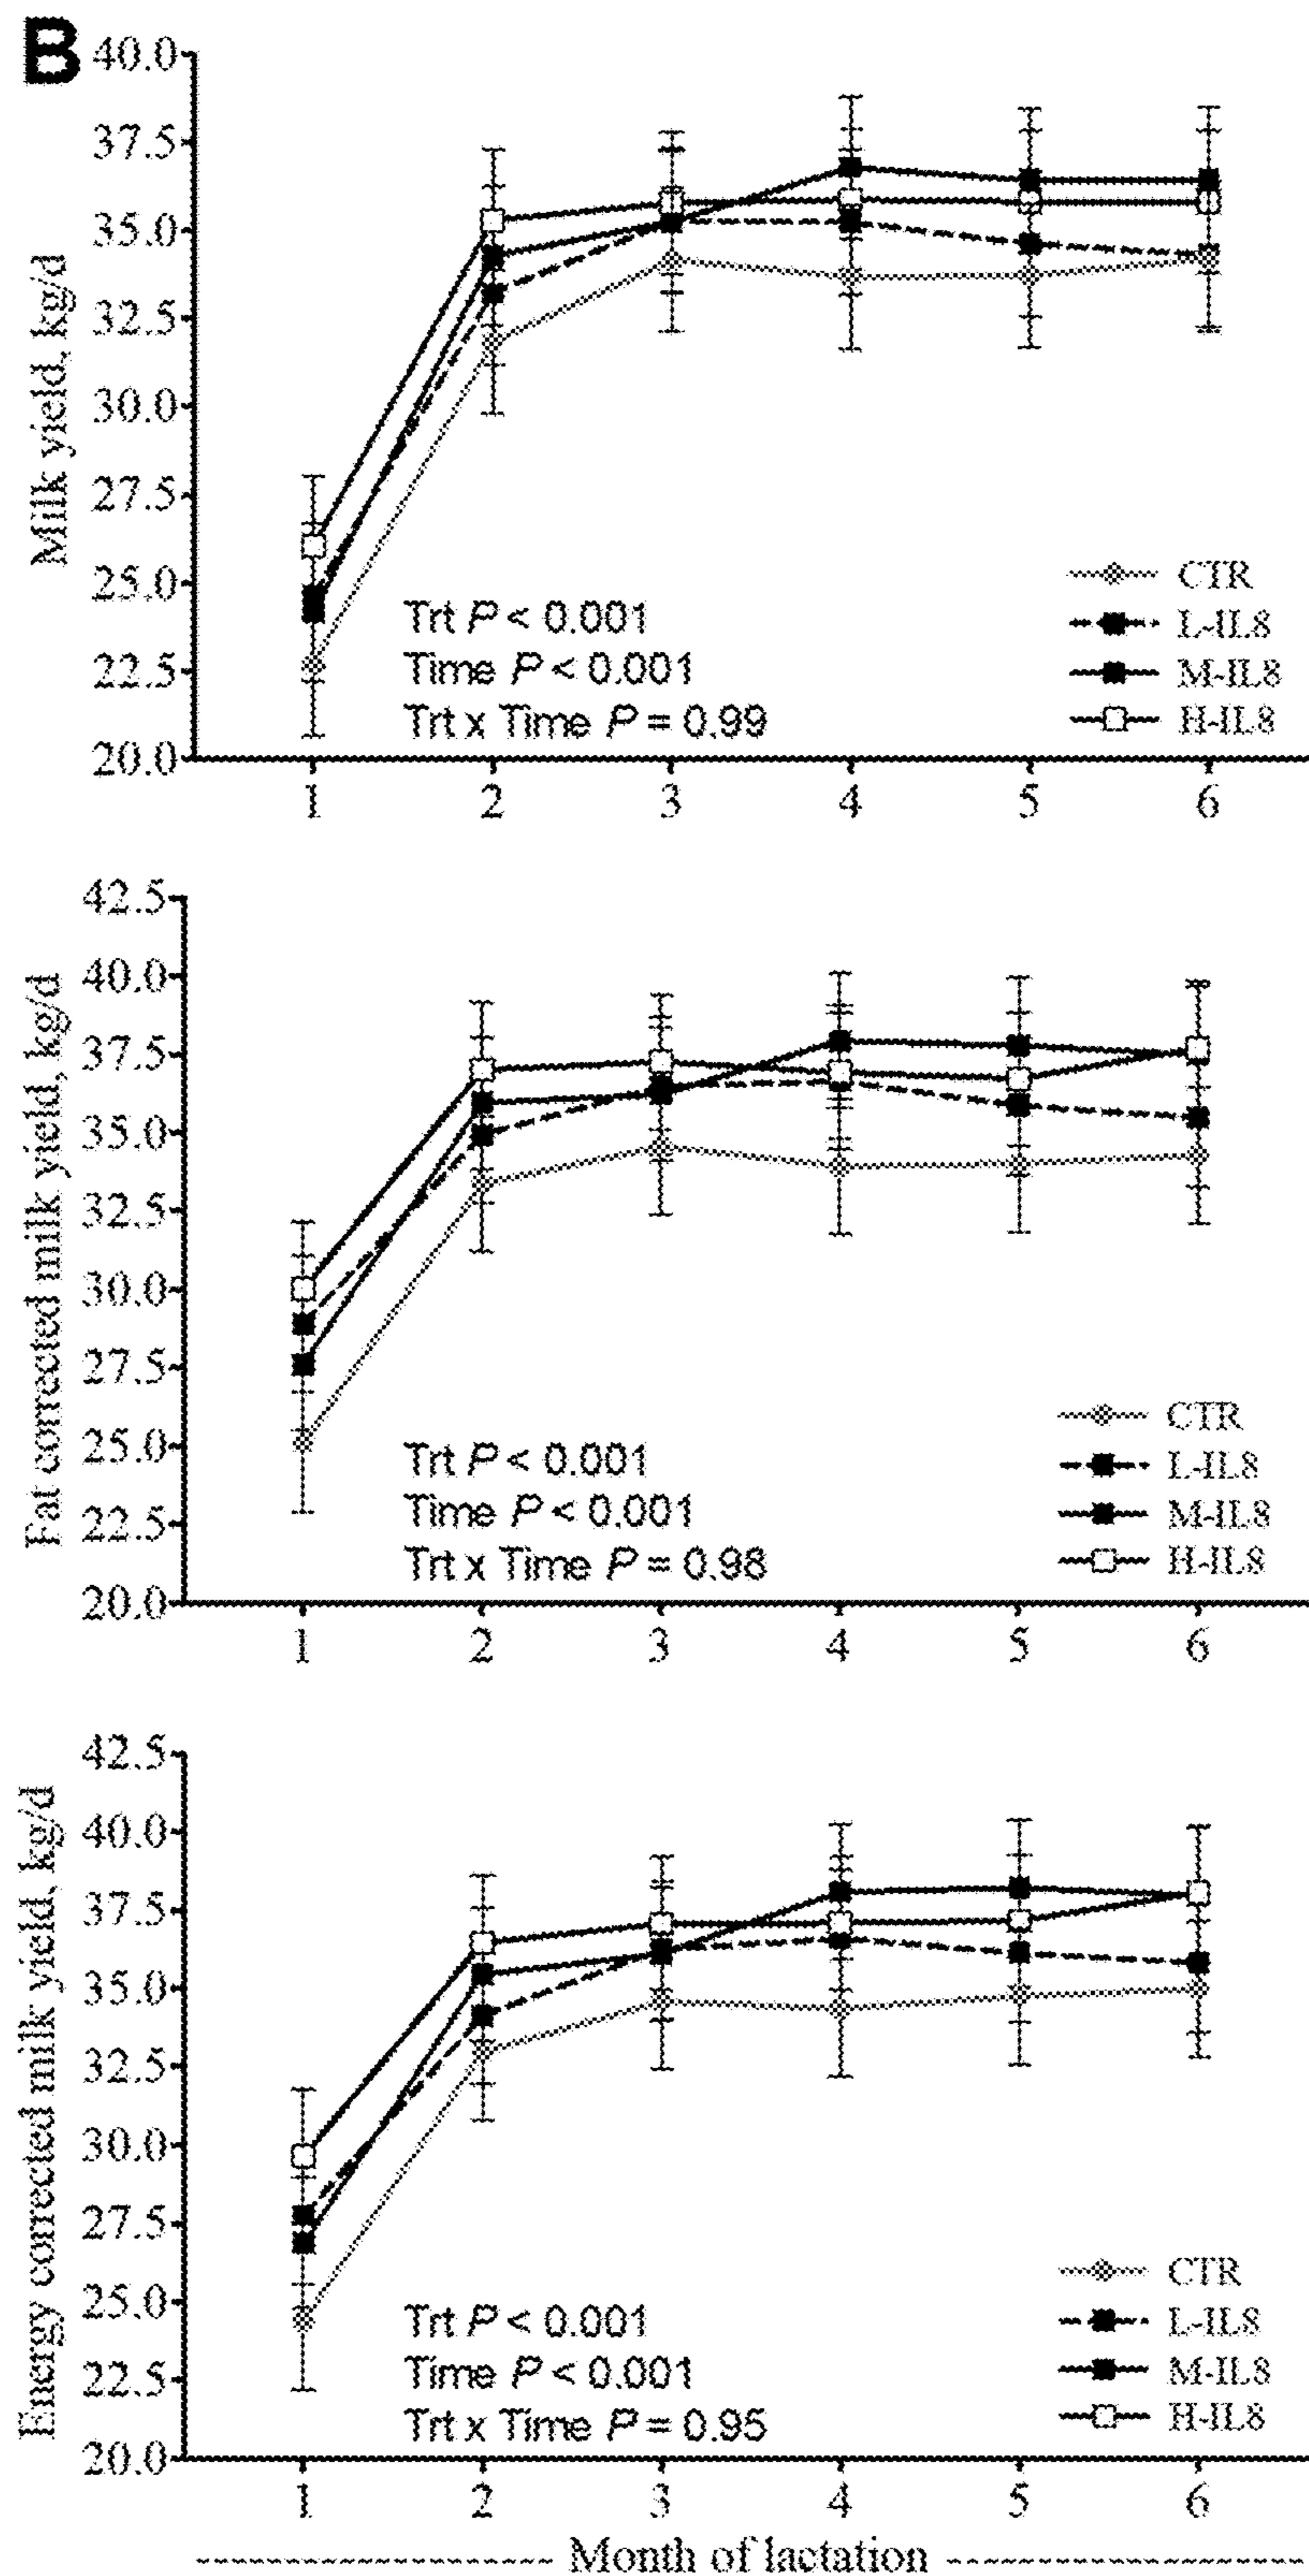 B
Milk yield, kg/d
40.0
37.5
35.0
32.5
30.0
27.5
25.0
22.5
20.0
CTR
L-IL8
M-IL8
H-IL8
Trt P < 0.001
Time P < 0.001
Trt x Time P = 0.99
1 2 3 4 5 6
Fat corrected milk yield, kg/d
42.5
40.0
37.5
35.0
32.5
30.0
27.5
25.0
22.5
20.0
CTR
L-IL8
M-IL8
H-IL8
Trt P < 0.001
Time P < 0.001
Trt x Time P = 0.98
1 2 3 4 5 6
Energy corrected milk yield, kg/d
42.5
40.0
37.5
35.0
32.5
30.0
27.5
25.0
22.5
20.0
CTR
L-IL8
M-IL8
H-IL8
Trt P < 0.001
Time P < 0.001
Trt x Time P = 0.95
1 2 3 4 5 6
Month of lactation